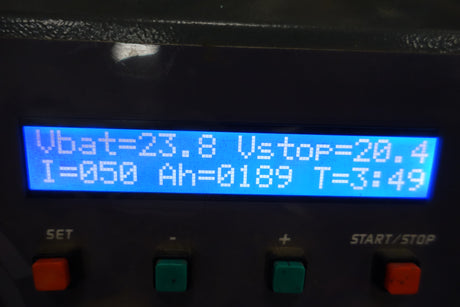 Vbat=23.8 Vstop=20.4
I=050 Ah=0189 T=3:49
SET - + START/STOP